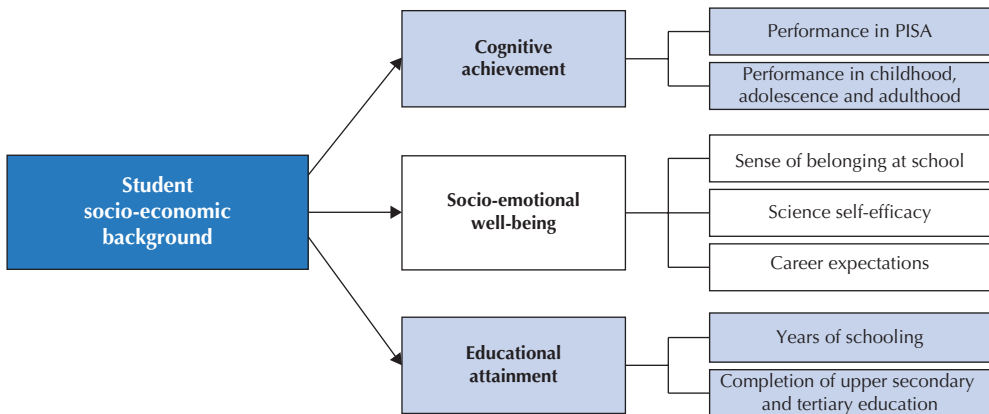 Student
socio-economic
background
Cognitive
achievement
Performance in PISA
Performance in childhood,
adolescence and adulthood
Socio-emotional
well-being
Sense of belonging at school
Science self-efficacy
Career expectations
Educational
attainment
Years of schooling
Completion of upper secondary
and tertiary education